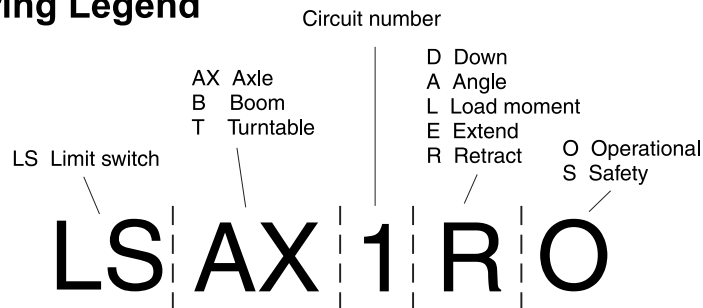 ing Legend
Circuit number
D Down
A Angle
L Load moment
E Extend
R Retract
AX Axle
B Boom
T Turntable
O Operational
S Safety
LS Limit switch
LS AX 1 R O